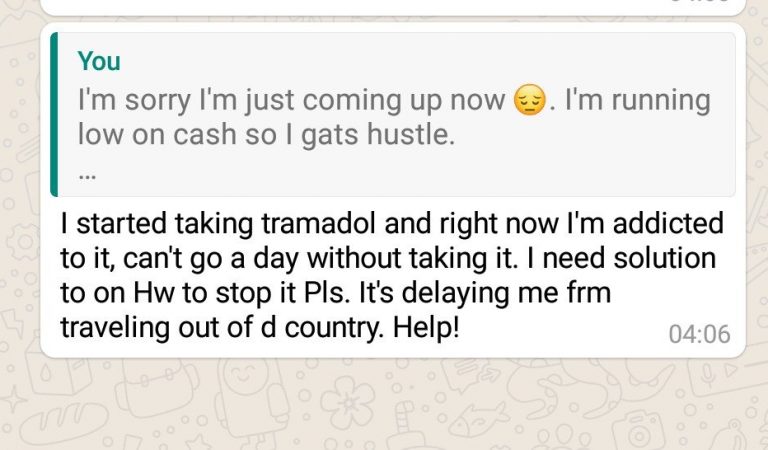 You
I'm sorry I'm just coming up now 😔. I'm running
low on cash so I gats hustle.
...
I started taking tramadol and right now I'm addicted
to it, can't go a day without taking it. I need solution
to on Hw to stop it Pls. It's delaying me frm
traveling out of d country. Help!
04:06